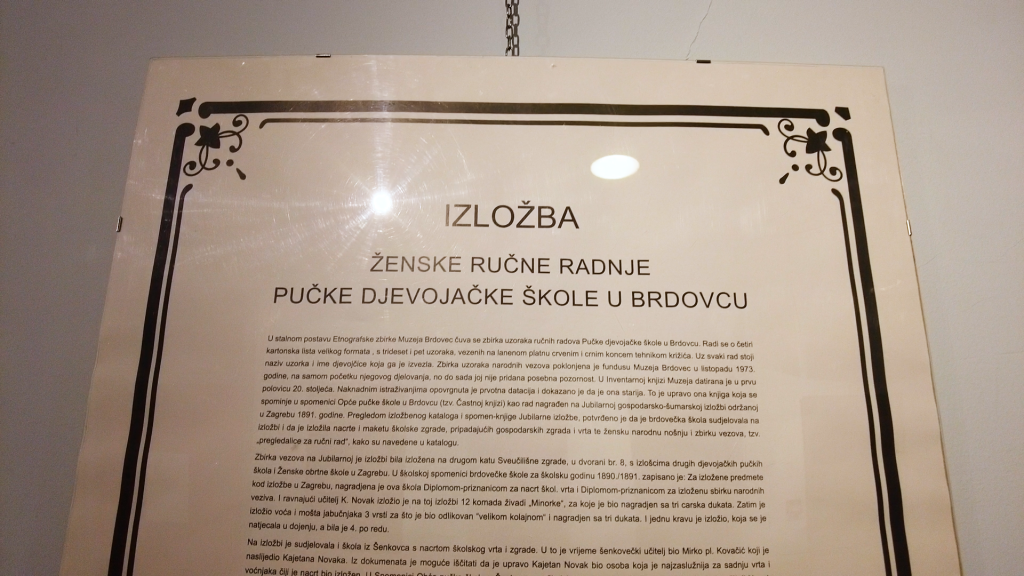 IZLOŽBA
ŽENSKE RUČNE RADNJE
PUČKE DJEVOJAČKE ŠKOLE U BRDOVCU
U stalnom postavu Etnografske zbirke Muzeja Brdovec čuva se zbirka uzoraka ručnih radova Pučke djevojačke škole u Brdovcu. Radi se o četiri
kartonska lista velikog formata , s trideset i pet uzoraka, vezenih na lanenom platnu crvenim i crnim koncem tehnikom križića. Uz svaki rad stoji
naziv uzorka i ime djevojčice koja ga je izvezla. Zbirka uzoraka narodnih vezova poklonjena je fundusu Muzeja Brdovec u listopadu 1973.
godine, na samom početku njegovog djelovanja, no do sada joj nije pridana posebna pozornost. U Inventarnoj knjizi Muzeja datirana je u prvu
polovicu 20. stoljeća. Naknadnim istraživanjima opovrgnuta je prvotna datacija i dokazano je da je ona starija. To je upravo ona knjiga koja se
spominje u spomenici Opće pučke škole u Brdovcu (tzv. Častnoj knjizi) kao rad nagrađen na Jubilarnoj gospodarsko-šumarskoj izložbi održanoj
u Zagrebu 1891. godine. Pregledom izložbenog kataloga i spomen-knjige Jubilarne izložbe, potvrđeno je da je brdovečka škola sudjelovala na
izložbi i da je izložila nacrte i maketu školske zgrade, pripadajućih gospodarskih zgrada i vrta te žensku narodnu nošnju i zbirku vezova, tzv.
„pregledalice za ručni rad", kako su navedene u katalogu.
Zbirka vezova na Jubilarnoj je izložbi bila izložena na drugom katu Sveučilišne zgrade, u dvorani br. 8, s izlošcima drugih djevojačkih pučkih
škola i Ženske obrtne škole u Zagrebu. U školskoj spomenici brdovečke škole za školsku godinu 1890./1891. zapisano je: Za izložene predmete
kod izložbe u Zagrebu, nagradjena je ova škola Diplomom-priznanicom za nacrt škol. vrta i Diplomom-priznanicom za izloženu sbirku narodnih
veziva. I ravnajući učitelj K. Novak izložio je na toj izložbi 12 komada živadi „Minorke", za koje je bio nagradjen sa tri carska dukata. Zatim je
izložio voća i mošta jabučnjaka 3 vrsti za što je bio odlikovan "velikom kolajnom" i nagradjen sa tri dukata. I jednu kravu je izložio, koja se je
natjecala u dojenju, a bila je 4. po redu.
Na izložbi je sudjelovala i škola iz Šenkovca s nacrtom školskog vrta i zgrade. U to je vrijeme šenkovečki učitelj bio Mirko pl. Kovačić koji je
naslijedio Kajetana Novaka. Iz dokumenata je moguće iščitati da je upravo Kajetan Novak bio osoba koja je najzaslužnija za sadnju vrta i
voćnjaka čiji je nacrt bio izložen. U Spomenici